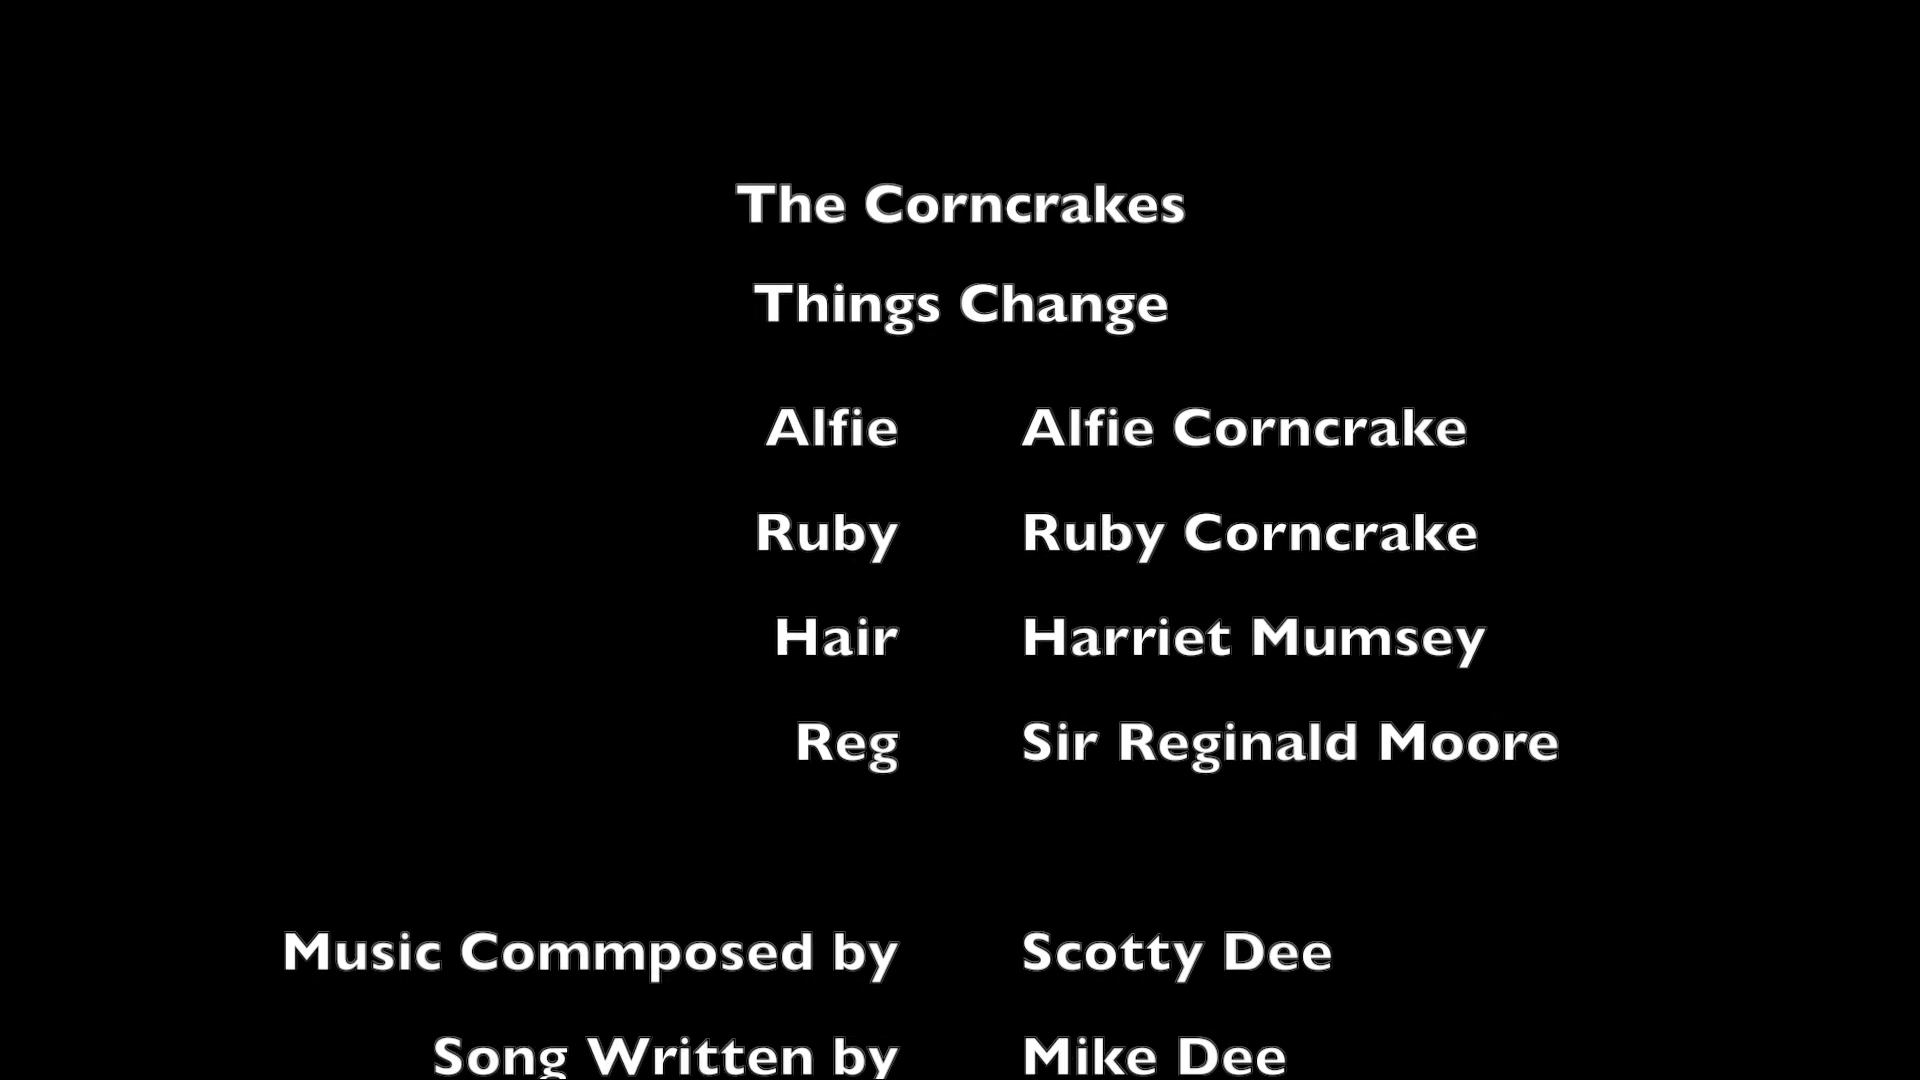 The Corncrakes
Things Change
Alfie Alfie Corncrake
Ruby Ruby Corncrake
Hair Harriet Mumsey
Reg Sir Reginald Moore
Music Commposed by Scotty Dee
Song Written by Mike Dee